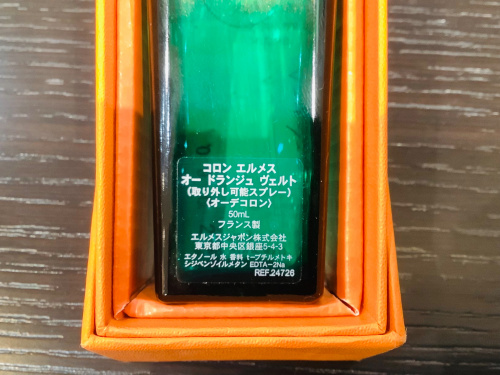 コロン エルメス
オー ドランジュ ヴェルト
(取り外し可能スプレー)
〈オーデコロン〉
50mL
フランス製
エルメスジャポン株式会社
東京都中央区銀座5-4-3
エタノール 水 香料 t-ブチルメトキ
シジベンゾイルメタン EDTA-2Na
REF.24726